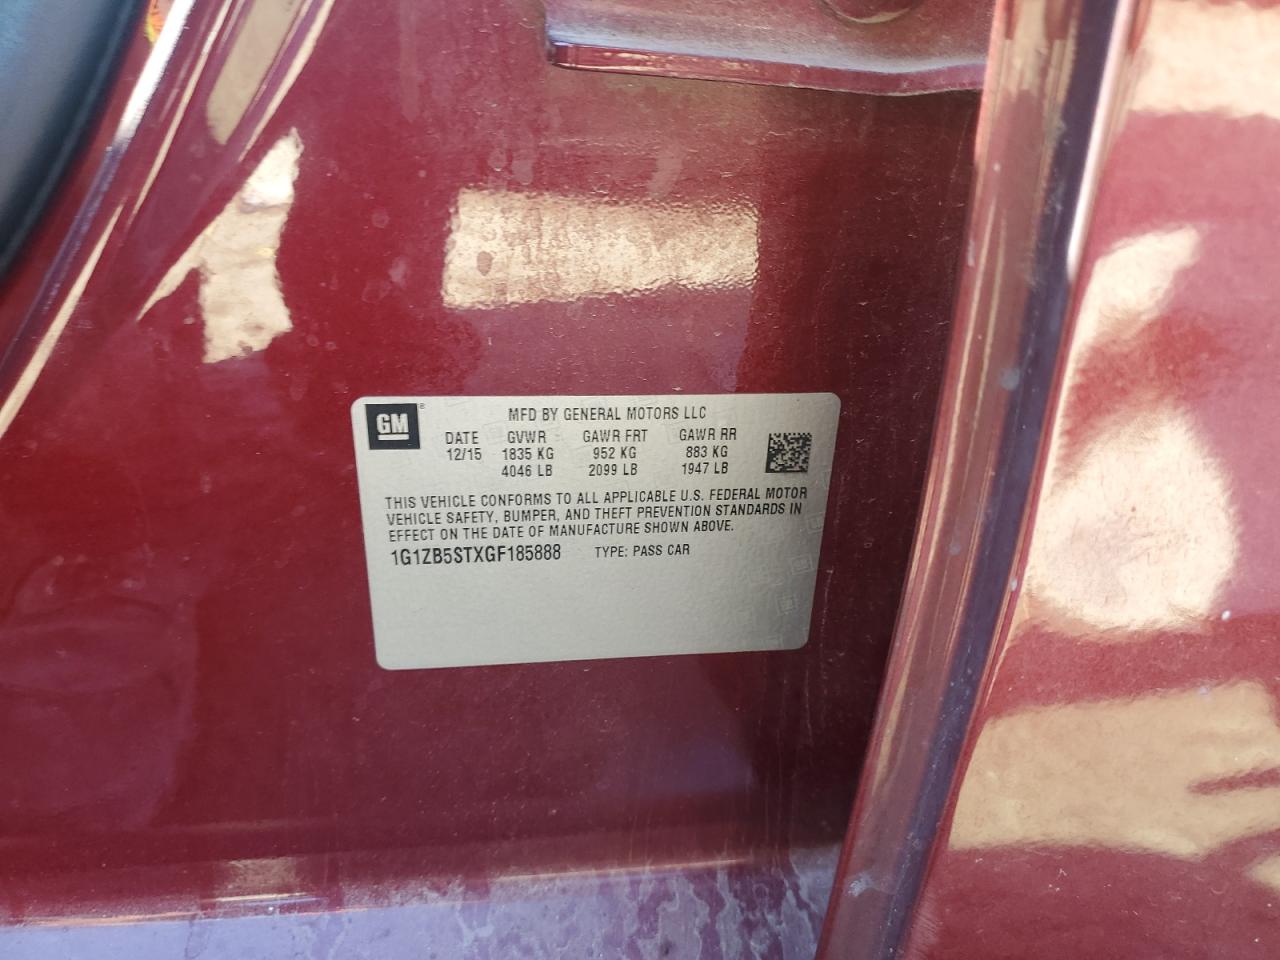 GM®
MFD BY GENERAL MOTORS LLC
DATE GVWR GAWR FRT GAWR RR
12/15 1835 KG 952 KG 883 KG
4046 LB 2099 LB 1947 LB
THIS VEHICLE CONFORMS TO ALL APPLICABLE U.S. FEDERAL MOTOR
VEHICLE SAFETY, BUMPER, AND THEFT PREVENTION STANDARDS IN
EFFECT ON THE DATE OF MANUFACTURE SHOWN ABOVE.
1G1ZB5STXGF185888 TYPE: PASS CAR